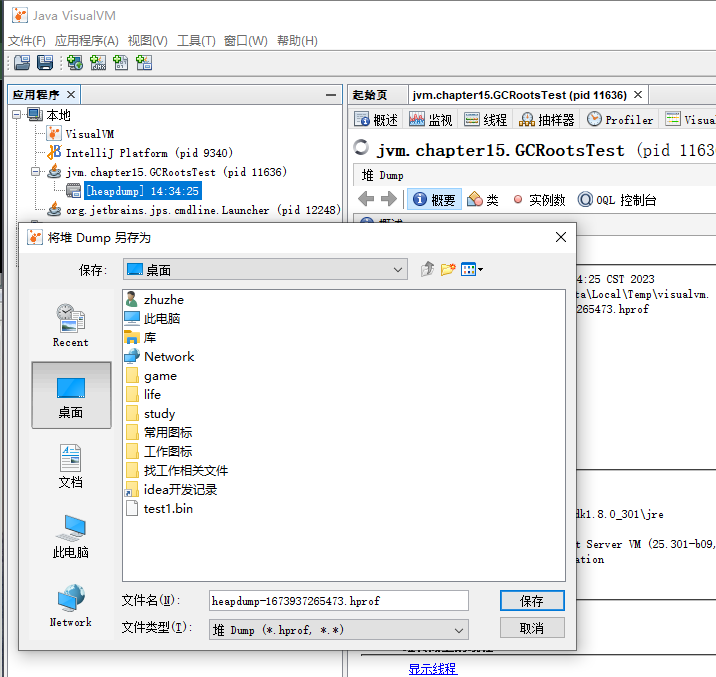 Java VisualVM
文件(F) 应用程序(A) 视图(V) 工具(T) 窗口(W) 帮助(H)
应用程序
起始页 jvm.chapter15.GCRootsTest (pid 11636)
本地
VisualVM
IntelliJ Platform (pid 9340)
jvm.chapter15.GCRootsTest (pid 11636)
[heapdump] 14:34:25
org.jetbrains.jps.cmdline.Launcher (pid 12248)
概述 监视 线程 抽样器 Profiler Visual
jvm.chapter15.GCRootsTest (pid 1163
堆 Dump
概要 类 实例数 OQL 控制台
将堆 Dump 另存为
保存: 桌面
4:25 CST 2023
ta\Local\Temp\visualvm.
265473.hprof
Recent
桌面
文档
此电脑
Network
zhuzhe
此电脑
库
Network
game
life
study
常用图标
工作图标
找工作相关文件
idea开发记录
test1.bin
dk1.8.0_301\jre
t Server VM (25.301-b09,
ation
文件名(N): heapdump-1673937265473.hprof 保存
文件类型(T): 堆 Dump (*.hprof, *.*) 取消
显示线程